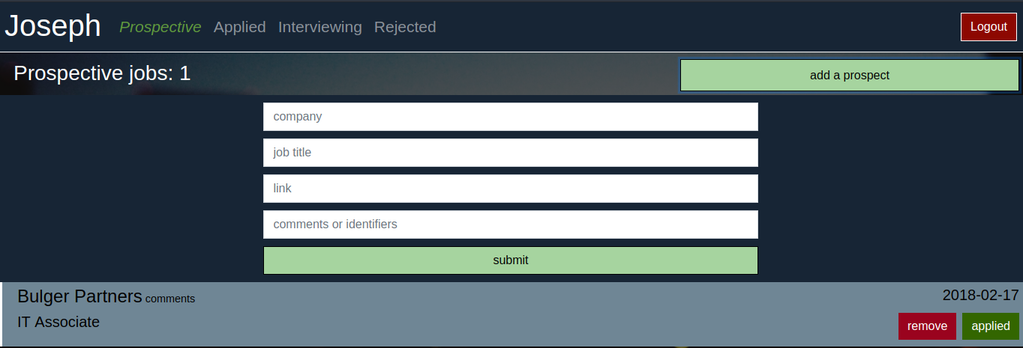 Joseph Prospective Applied Interviewing Rejected Logout
Prospective jobs: 1 add a prospect
company
job title
link
comments or identifiers
submit
Bulger Partners comments 2018-02-17
IT Associate remove applied